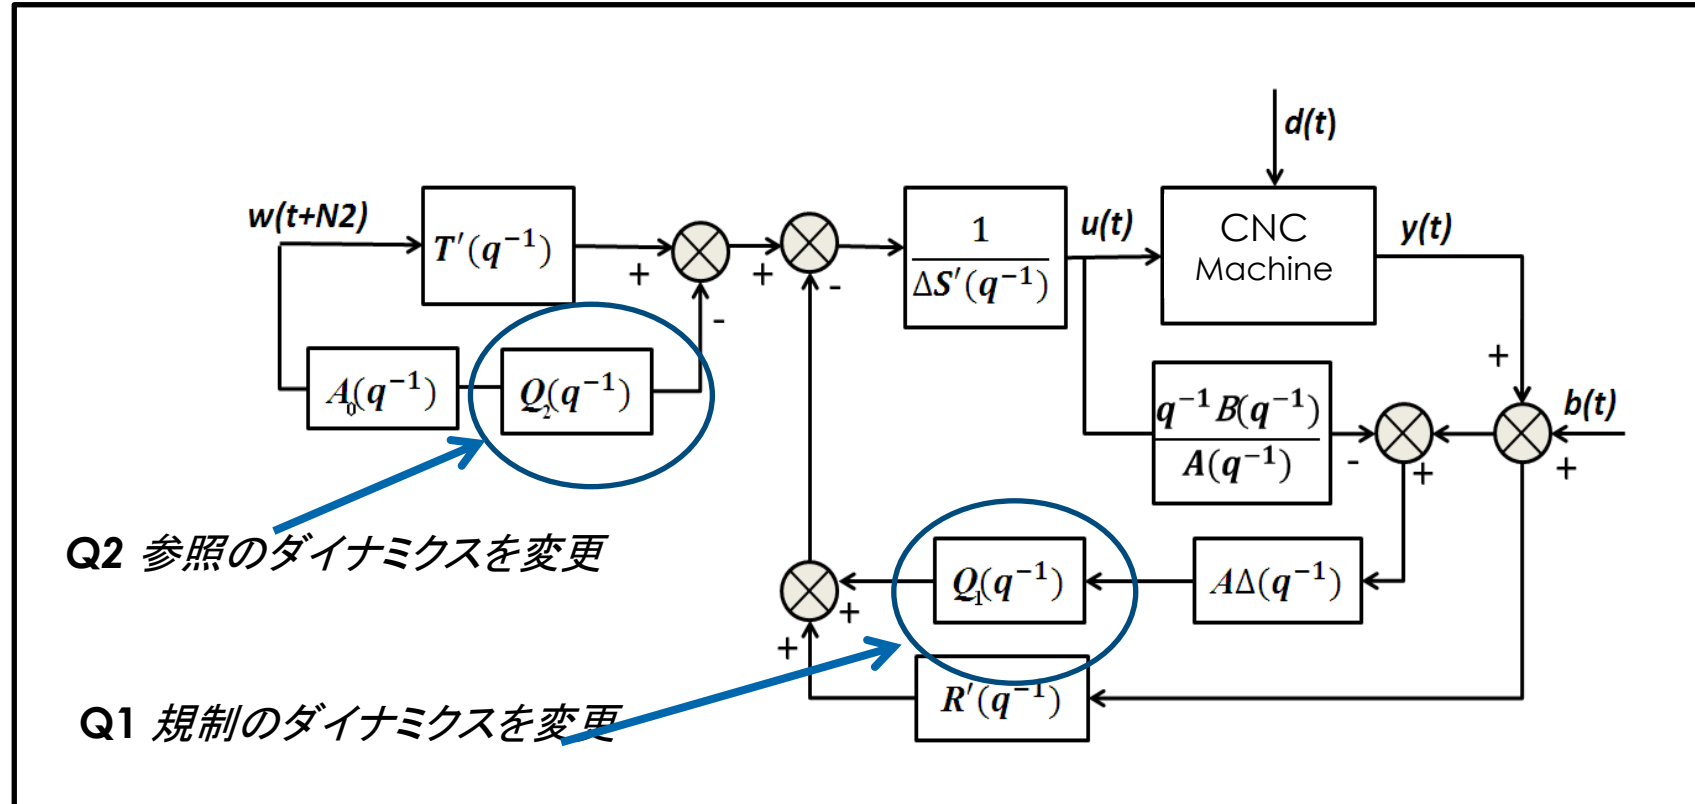 d(t)
w(t+N2)
T′(q⁻¹)
+
-
+
-
1
ΔS′(q⁻¹)
u(t)
CNC
Machine
y(t)
A₀(q⁻¹)
Q₂(q⁻¹)
q⁻¹B(q⁻¹)
A(q⁻¹)
-
+
+
b(t)
+
Q2 参照のダイナミクスを変更
Q₁(q⁻¹)
AΔ(q⁻¹)
+
+
R′(q⁻¹)
Q1 規制のダイナミクスを変更